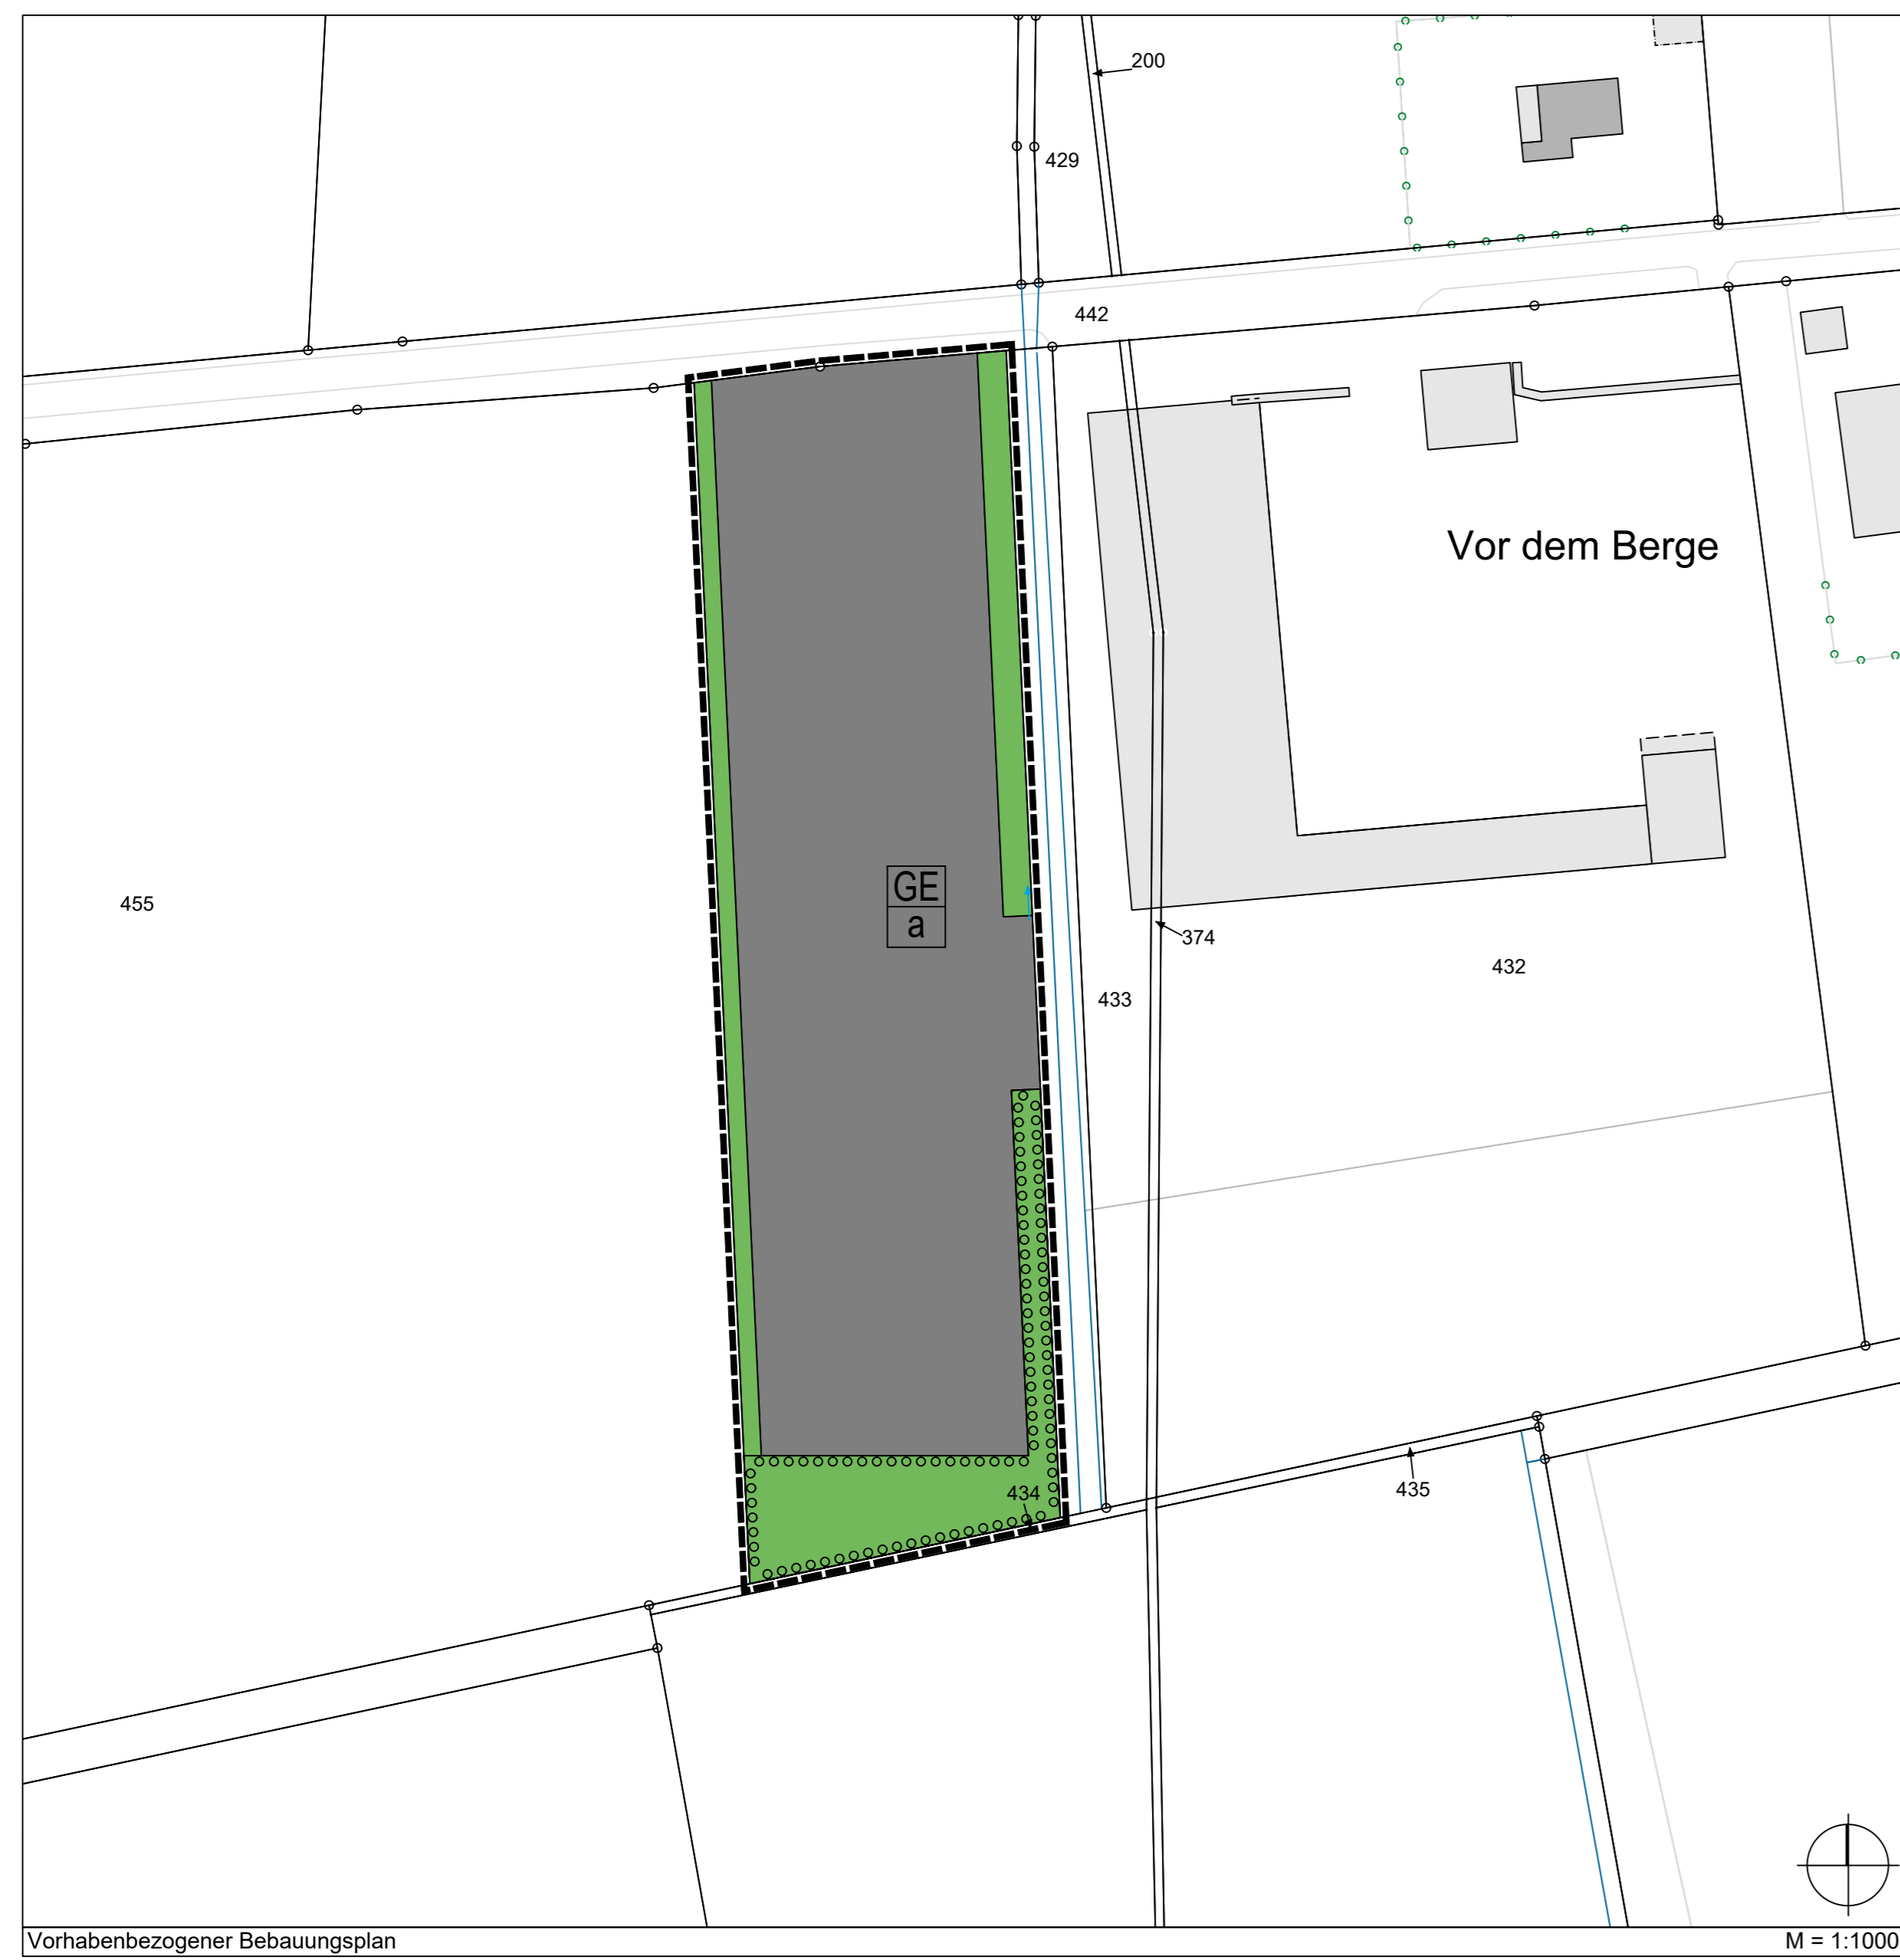 200
429
442
Vor dem Berge
GE
a
455
374
432
433
434
435
Vorhabenbezogener Bebauungsplan
M = 1:1000